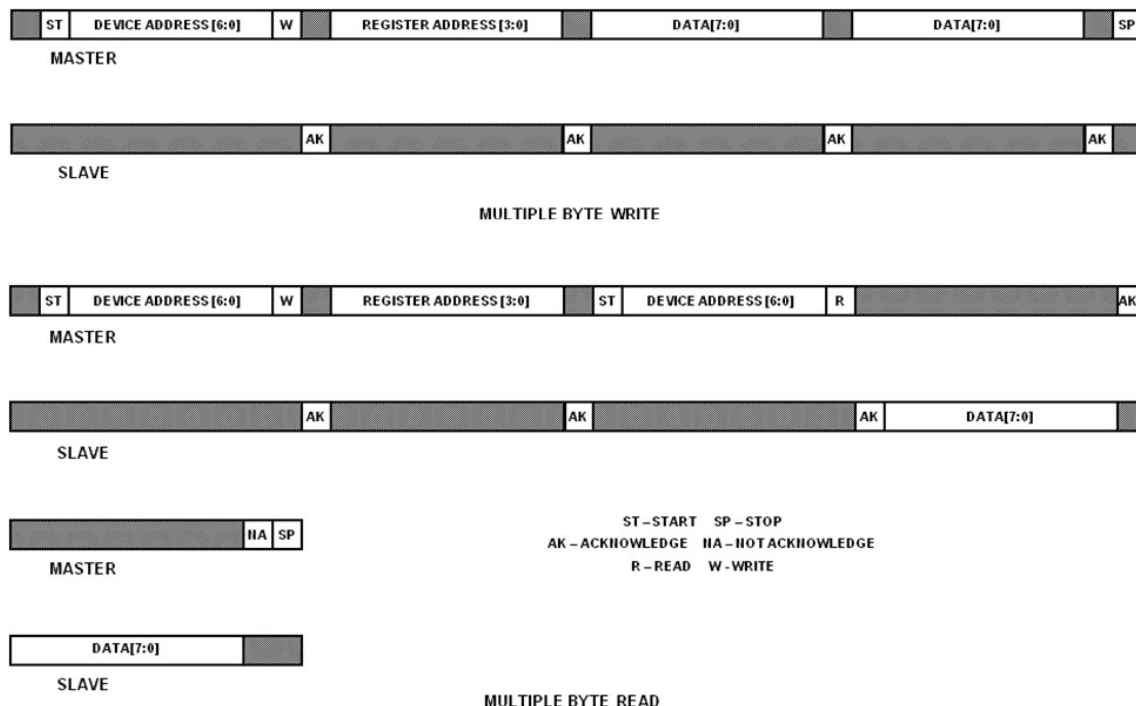 ST DEVICE ADDRESS [6:0] W REGISTER ADDRESS [3:0] DATA[7:0] DATA[7:0] SP
MASTER
AK AK AK AK
SLAVE
MULTIPLE BYTE WRITE
ST DEVICE ADDRESS [6:0] W REGISTER ADDRESS [3:0] ST DEVICE ADDRESS [6:0] R AK
MASTER
AK AK AK DATA[7:0]
SLAVE
NA SP
MASTER
ST – START SP – STOP
AK – ACKNOWLEDGE NA – NOT ACKNOWLEDGE
R – READ W - WRITE
DATA[7:0]
SLAVE
MULTIPLE BYTE READ